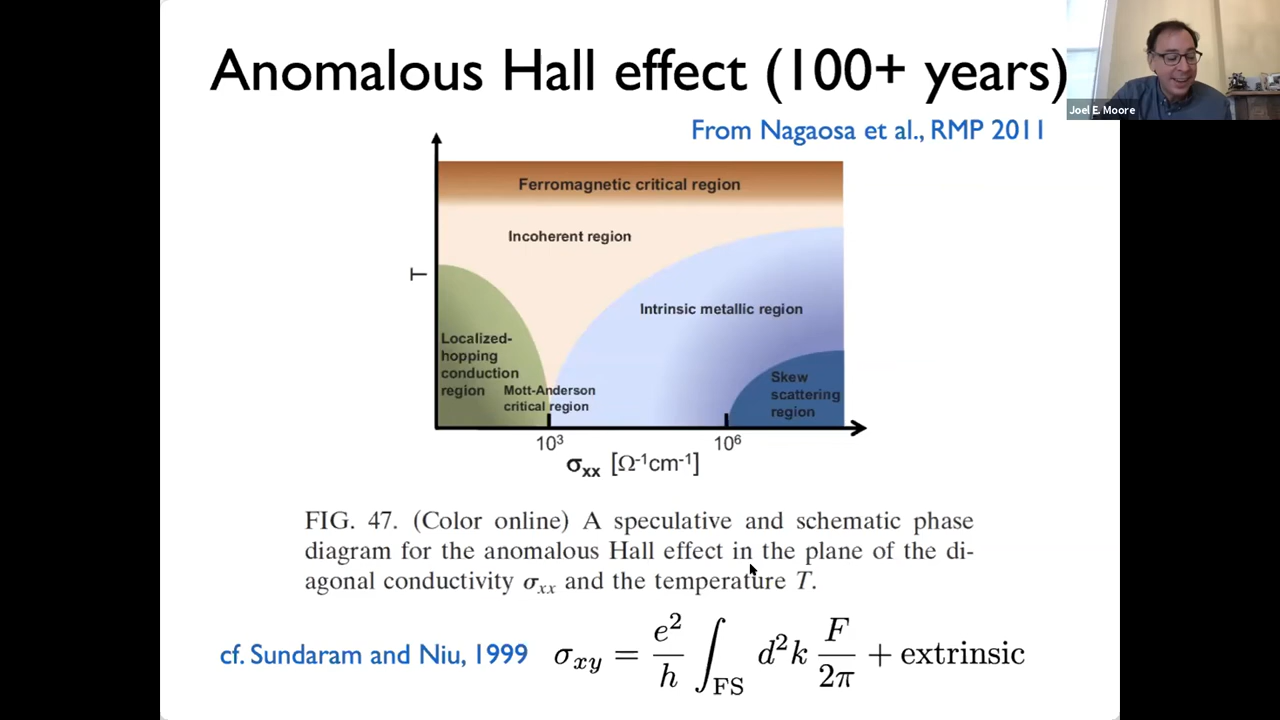 Anomalous Hall effect (100+ years)
Joel E. Moore
From Nagaosa et al., RMP 2011
Ferromagnetic critical region
Incoherent region
T
Intrinsic metallic region
Localized-
hopping
conduction
region
Mott-Anderson
critical region
Skew
scattering
region
10³ 10⁶
σxx [Ω⁻¹cm⁻¹]
FIG. 47. (Color online) A speculative and schematic phase
diagram for the anomalous Hall effect in the plane of the di-
agonal conductivity σxx and the temperature T.
cf. Sundaram and Niu, 1999 σxy = e²/h ∫FS d²k F/2π + extrinsic